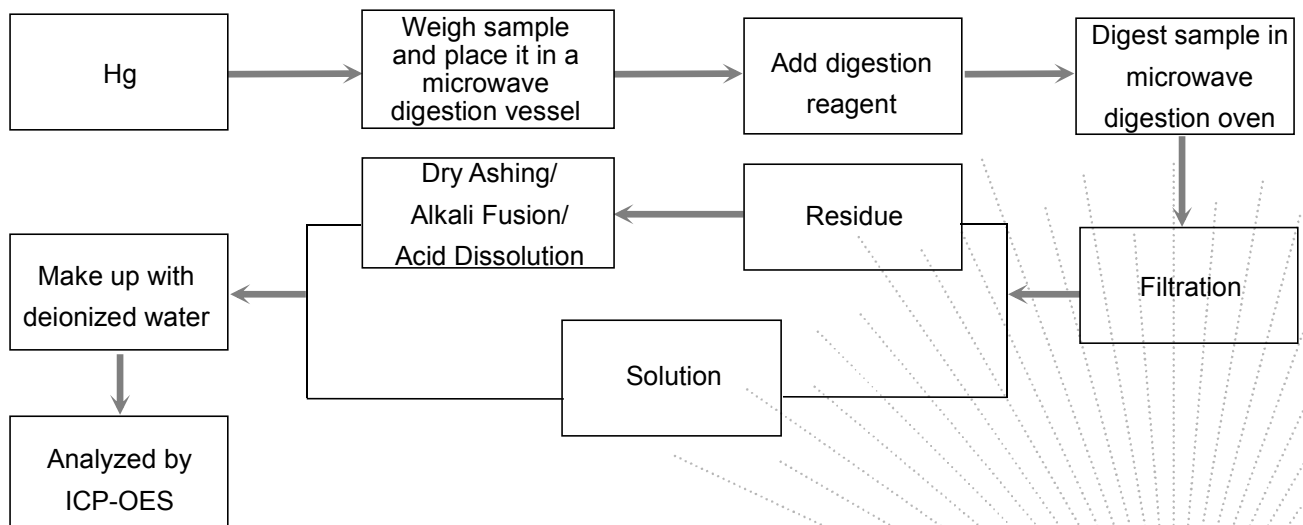 Hg
Weigh sample
and place it in a
microwave
digestion vessel
Add digestion
reagent
Digest sample in
microwave
digestion oven
Filtration
Residue
Dry Ashing/
Alkali Fusion/
Acid Dissolution
Solution
Make up with
deionized water
Analyzed by
ICP-OES